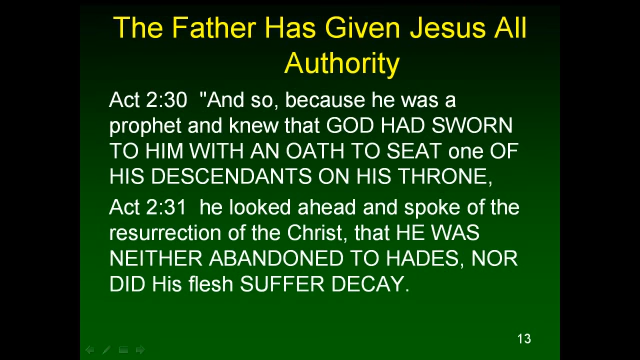 The Father Has Given Jesus All
Authority
Act 2:30  "And so, because he was a
prophet and knew that GOD HAD SWORN
TO HIM WITH AN OATH TO SEAT one OF
HIS DESCENDANTS ON HIS THRONE,
Act 2:31  he looked ahead and spoke of the
resurrection of the Christ, that HE WAS
NEITHER ABANDONED TO HADES, NOR
DID His flesh SUFFER DECAY.
13